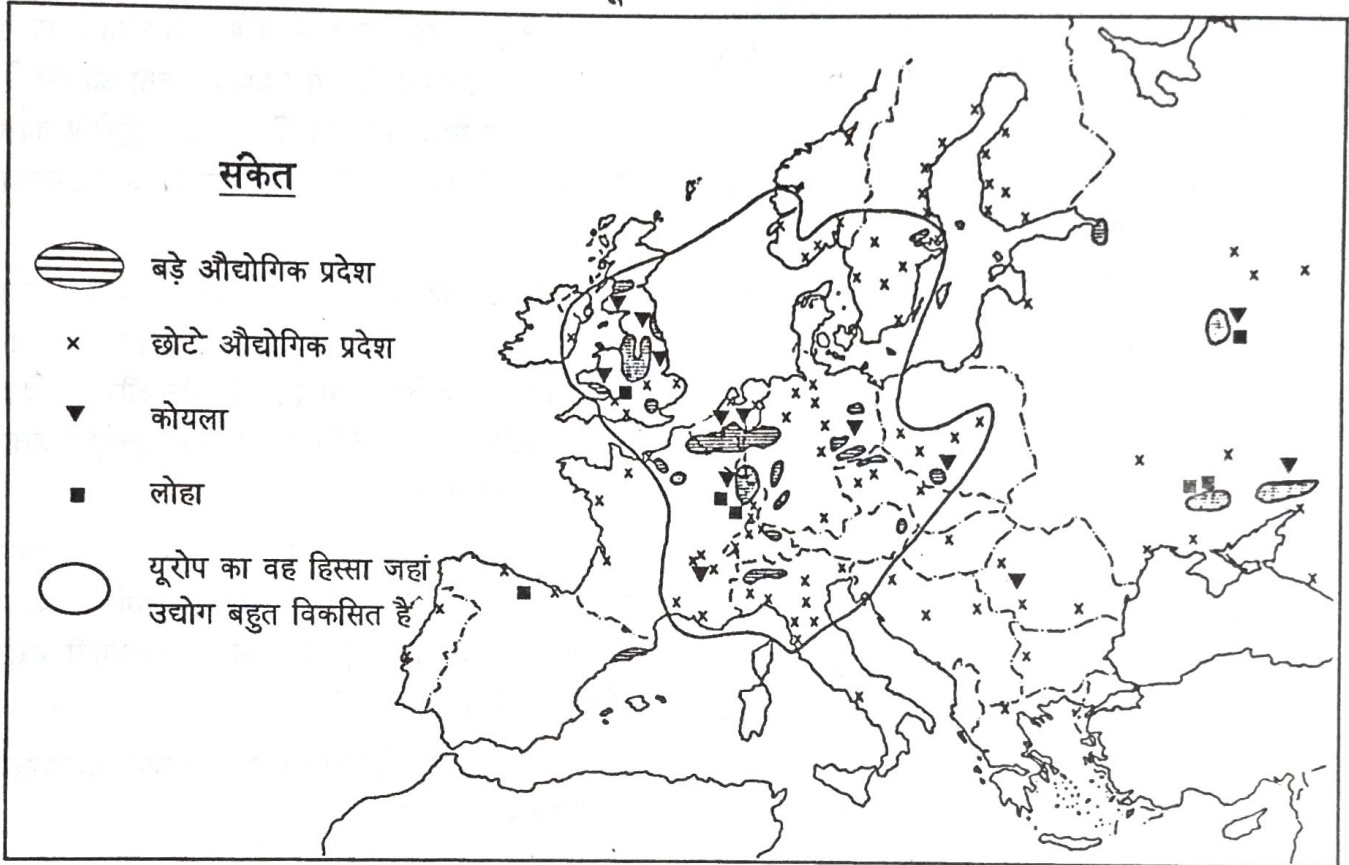 संकेत
बड़े औद्योगिक प्रदेश
छोटे औद्योगिक प्रदेश
कोयला
लोहा
यूरोप का वह हिस्सा जहां
उद्योग बहुत विकसित हैं